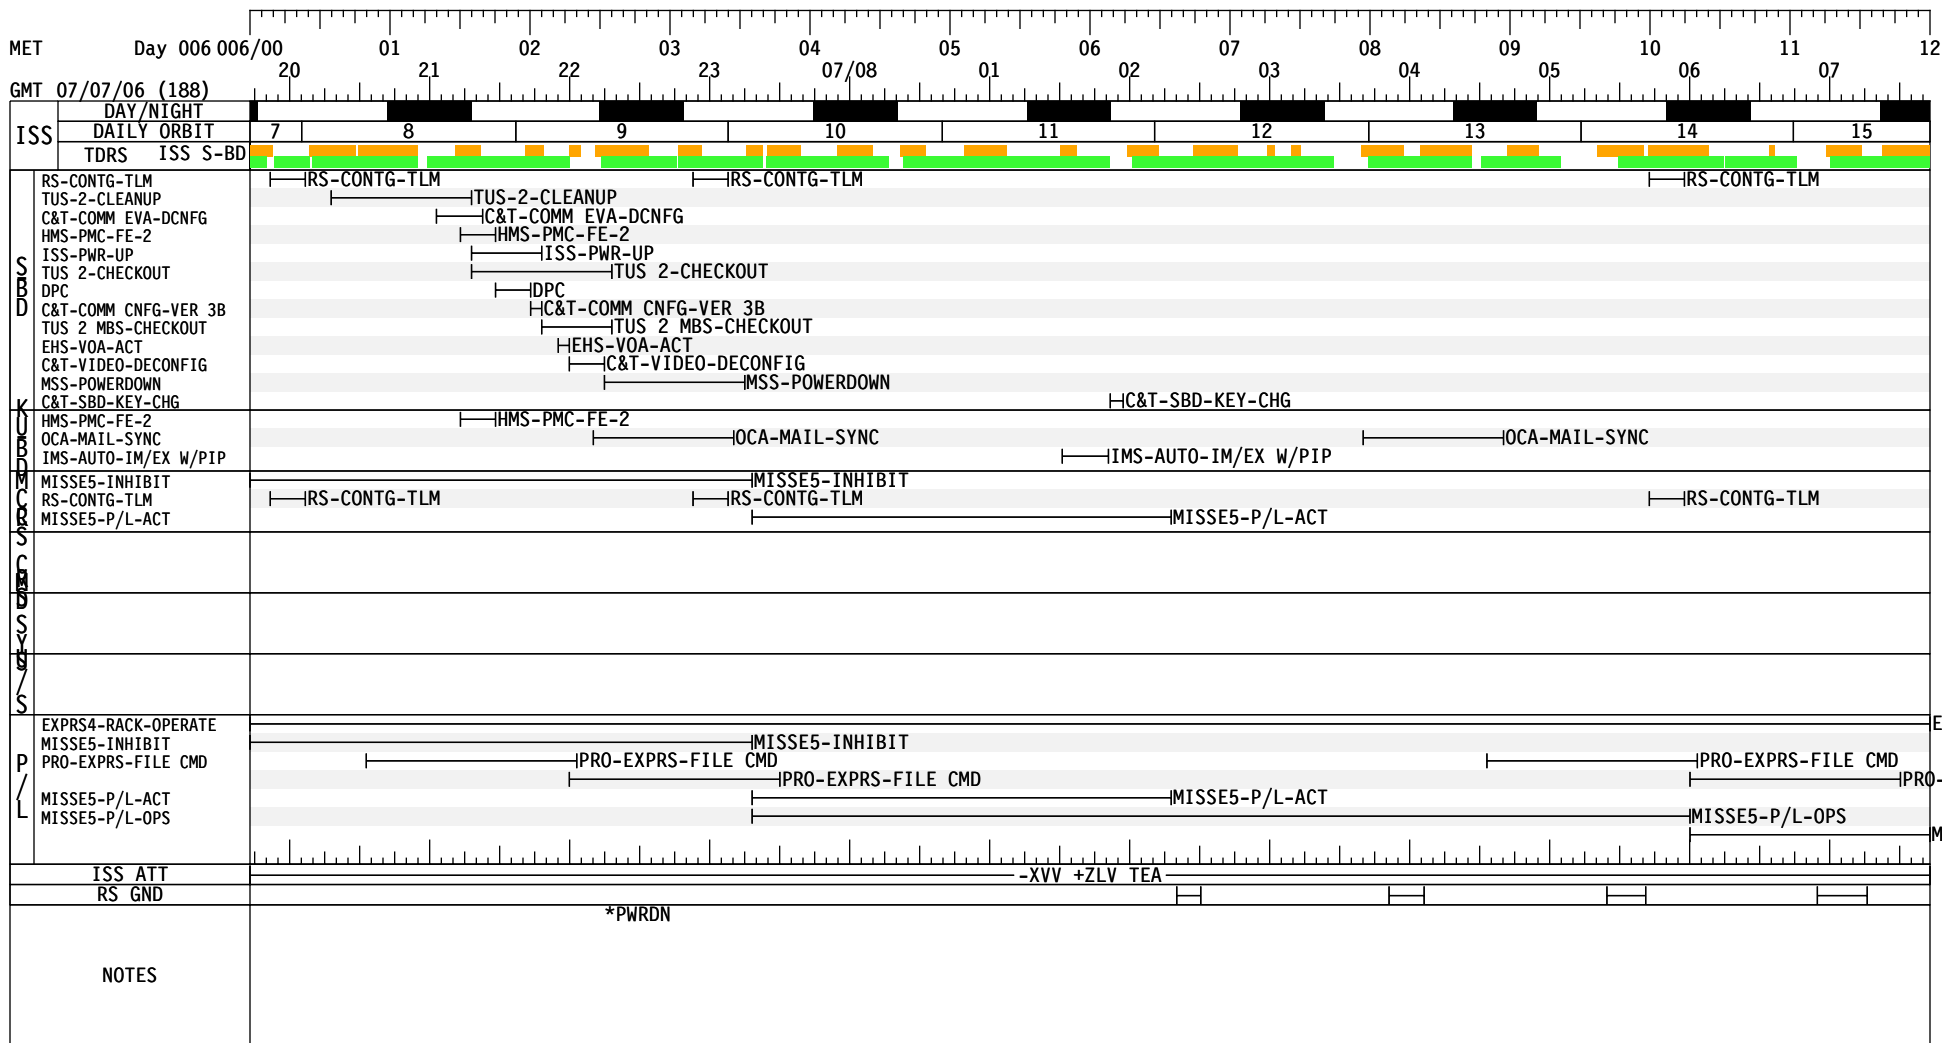 MET Day 006 006/00 01 02 03 04 05 06 07 08 09 10 11 12
20 21 22 23 07/08 01 02 03 04 05 06 07
GMT 07/07/06 (188)
ISS
DAY/NIGHT
DAILY ORBIT 7 8 9 10 11 12 13 14 15
TDRS ISS S-BD
S B D
RS-CONTG-TLM RS-CONTG-TLM RS-CONTG-TLM RS-CONTG-TLM
TUS-2-CLEANUP TUS-2-CLEANUP
C&T-COMM EVA-DCNFG C&T-COMM EVA-DCNFG
HMS-PMC-FE-2 HMS-PMC-FE-2
ISS-PWR-UP ISS-PWR-UP
TUS 2-CHECKOUT TUS 2-CHECKOUT
DPC DPC
C&T-COMM CNFG-VER 3B C&T-COMM CNFG-VER 3B
TUS 2 MBS-CHECKOUT TUS 2 MBS-CHECKOUT
EHS-VOA-ACT EHS-VOA-ACT
C&T-VIDEO-DECONFIG C&T-VIDEO-DECONFIG
MSS-POWERDOWN MSS-POWERDOWN
C&T-SBD-KEY-CHG C&T-SBD-KEY-CHG
K U B D
HMS-PMC-FE-2 HMS-PMC-FE-2
OCA-MAIL-SYNC OCA-MAIL-SYNC OCA-MAIL-SYNC
IMS-AUTO-IM/EX W/PIP IMS-AUTO-IM/EX W/PIP
MISSE5-INHIBIT MISSE5-INHIBIT
RS-CONTG-TLM RS-CONTG-TLM RS-CONTG-TLM RS-CONTG-TLM
MISSE5-P/L-ACT MISSE5-P/L-ACT
P / L
EXPRS4-RACK-OPERATE E
MISSE5-INHIBIT MISSE5-INHIBIT
PRO-EXPRS-FILE CMD PRO-EXPRS-FILE CMD PRO-EXPRS-FILE CMD
PRO-EXPRS-FILE CMD PRO-
MISSE5-P/L-ACT MISSE5-P/L-ACT
MISSE5-P/L-OPS MISSE5-P/L-OPS
M
ISS ATT -XVV +ZLV TEA
RS GND
*PWRDN
NOTES